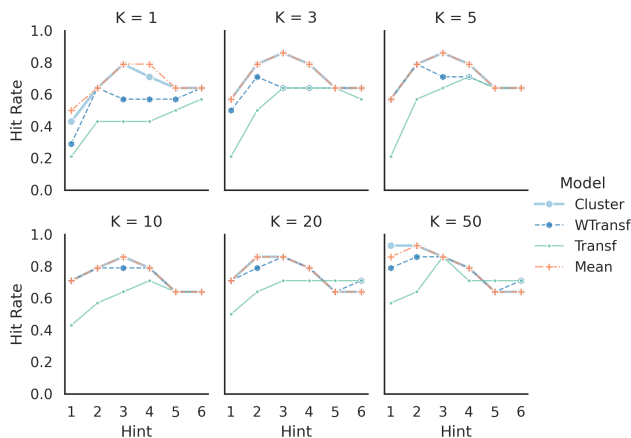 K = 1
K = 3
K = 5
1.0
0.8
0.6
0.4
0.2
0.0
Hit Rate
Model
Cluster
WTransf
Transf
Mean
K = 10
K = 20
K = 50
1.0
0.8
0.6
0.4
0.2
0.0
Hit Rate
1 2 3 4 5 6
1 2 3 4 5 6
1 2 3 4 5 6
Hint
Hint
Hint